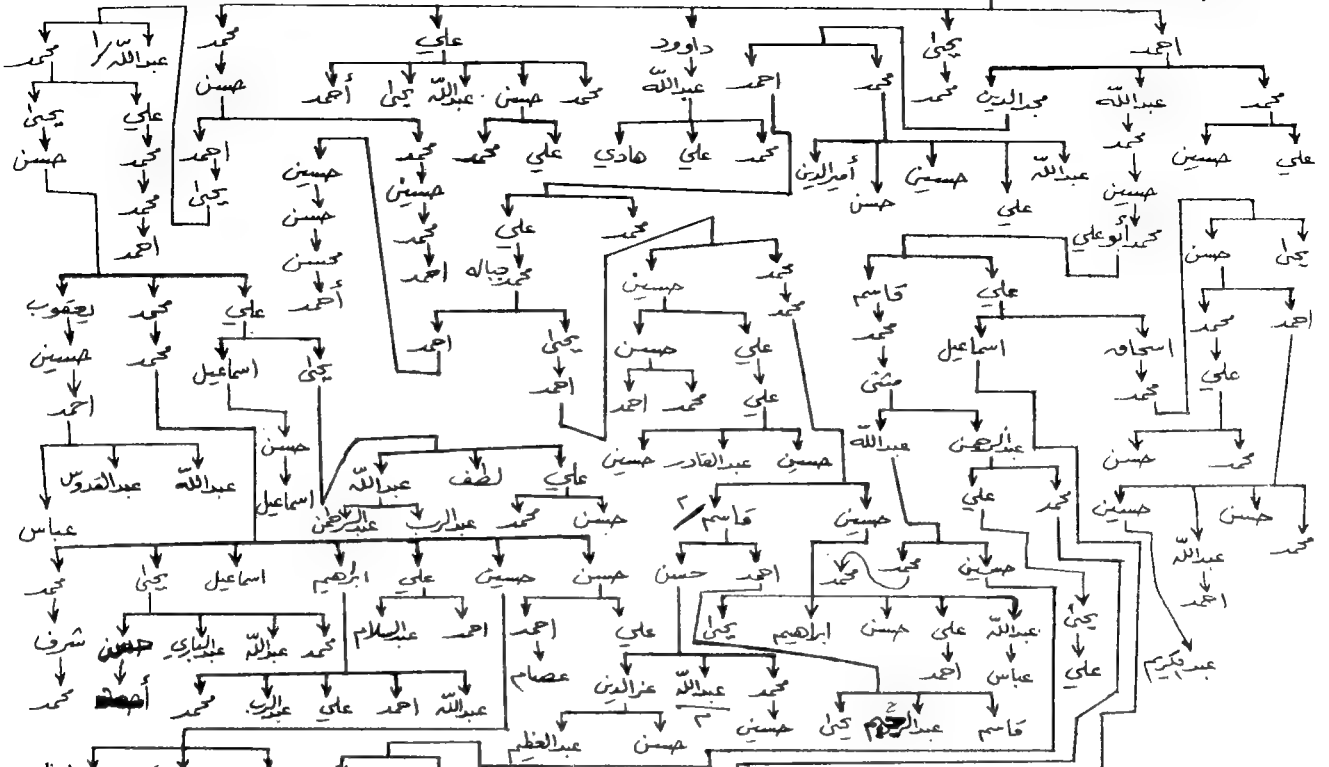 محمد عبدالله محمد علي داوود يحيى احمد
حسن أحمد يحيى عبدالله حسن محمد عبدالله احمد محمد محمد مجدالدين عبدالله محمد
يحيى علي احمد محمد حسين محمد علي هادي علي محمد محمد حسين علي
حسن محمد يحيى حسين حسن أميرالدين حسين عبدالله
محمد حسن محمد علي محمد حسن علي حسين
احمد محسن احمد محمد علي محمد أبو علي حسن يحيى
يعقوب محمد علي أحمد حسين محمد محمد قاسم علي محمد احمد
حسين محمد اسماعيل يحيى احمد يحيى حسن علي محمد اسماعيل اسحاق علي
احمد احمد احمد محمد علي مثنى محمد
حسن حسين عبدالقادر حسين عبدالله عبدالرحمن حسن محمد
عبدالقدوس عبدالله اسماعيل عبدالله لطف علي علي محمد
عباس عبدالرحمن عبدالرب محمد حسن قاسم حسين حسين حسن محمد
محمد يحيى اسماعيل ابراهيم علي حسين حسن حسن احمد محمد محمد حسين عبدالله
احمد
شرف عبدالباري عبدالله محمد عبدالسلام احمد احمد علي يحيى ابراهيم حسن علي عبدالله يحيى
محمد عصام احمد عباس علي عبدالكريم
محمد عبدالرب علي احمد عبدالله عزالدين عبدالله محمد
عبدالعظيم حسن حسين يحيى قاسم